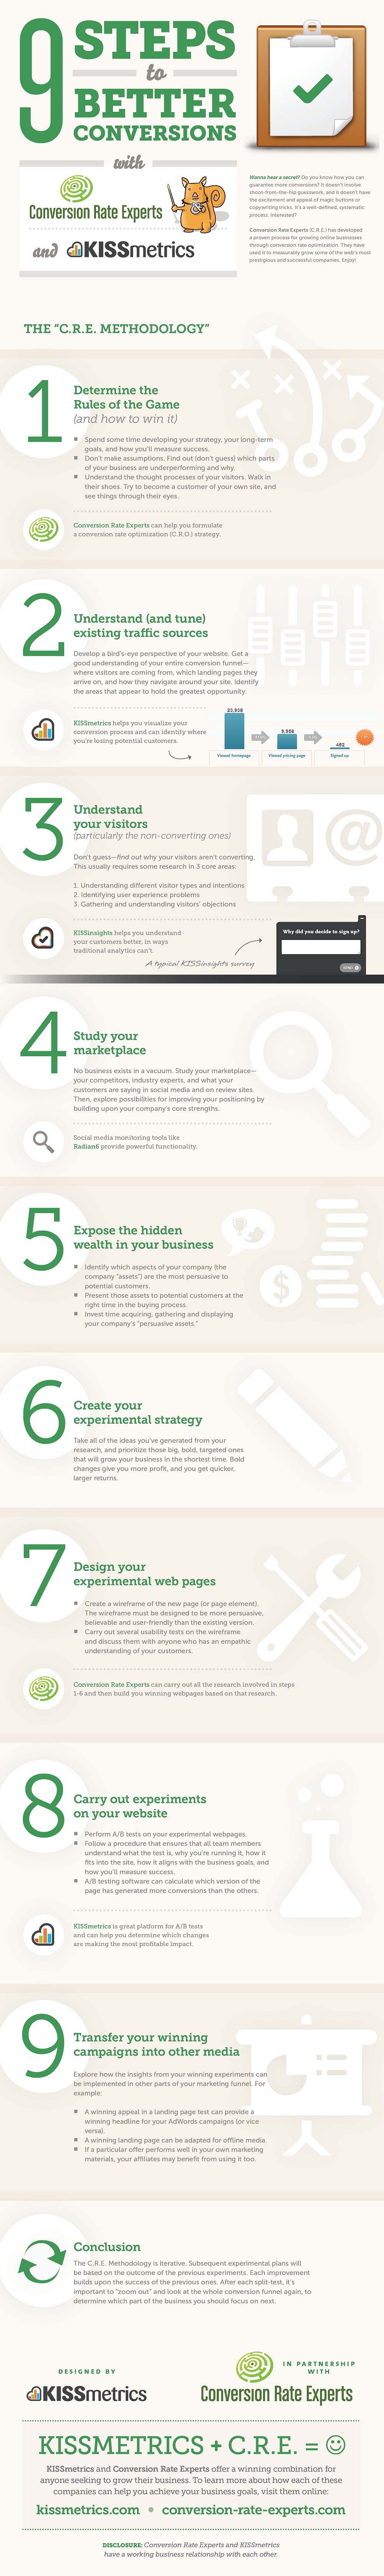 9 STEPS
to
BETTER
CONVERSIONS
with
Conversion Rate Experts
and KISSmetrics
Wanna hear a secret? Do you know how you can
guarantee more conversions? It doesn't involve
shoot-from-the-hip guesswork, and it doesn't have
the excitement and appeal of magic buttons or
copywriting tricks. It's a well-defined, systematic
process. Interested?
Conversion Rate Experts (C.R.E.) has developed
a proven process for growing online businesses
through conversion rate optimization. They have
used it to measurably grow some of the web's most
prestigious and successful companies. Enjoy!
THE "C.R.E. METHODOLOGY"
1
Determine the
Rules of the Game
(and how to win it)
Spend some time developing your strategy, your long-term
goals, and how you'll measure success.
Don't make assumptions. Find out (don't guess) which parts
of your business are underperforming and why.
Understand the thought processes of your visitors. Walk in
their shoes. Try to become a customer of your own site, and
see things through their eyes.
Conversion Rate Experts can help you formulate
a conversion rate optimization (C.R.O.) strategy.
2
Understand (and tune)
existing traffic sources
Develop a bird's-eye perspective of your website. Get a
good understanding of your entire conversion funnel—
where visitors are coming from, which landing pages they
arrive on, and how they navigate around your site. Identify
the areas that appear to hold the greatest opportunity.
KISSmetrics helps you visualize your
conversion process and can identify where
you're losing potential customers.
23,938
9,906
482
Viewed homepage
Viewed pricing page
Signed up
3
Understand
your visitors
(particularly the non-converting ones)
Don't guess—find out why your visitors aren't converting.
This usually requires some research in 3 core areas:
1. Understanding different visitor types and intentions
2. Identifying user experience problems
3. Gathering and understanding visitors' objections
KISSinsights helps you understand
your customers better, in ways
traditional analytics can't.
A typical KISSinsights survey
Why did you decide to sign up?
4
Study your
marketplace
No business exists in a vacuum. Study your marketplace—
your competitors, industry experts, and what your
customers are saying in social media and on review sites.
Then, explore possibilities for improving your positioning by
building upon your company's core strengths.
Social media monitoring tools like
Radian6 provide powerful functionality.
5
Expose the hidden
wealth in your business
Identify which aspects of your company (the
company "assets") are the most persuasive to
potential customers.
Present those assets to potential customers at the
right time in the buying process.
Invest time acquiring, gathering and displaying
your company's "persuasive assets."
6
Create your
experimental strategy
Take all of the ideas you've generated from your
research, and prioritize those big, bold, targeted ones
that will grow your business in the shortest time. Bold
changes give you more profit, and you get quicker,
larger returns.
7
Design your
experimental web pages
Create a wireframe of the new page (or page element).
The wireframe must be designed to be more persuasive,
believable and user-friendly than the existing version.
Carry out several usability tests on the wireframe
and discuss them with anyone who has an empathic
understanding of your customers.
Conversion Rate Experts can carry out all the research involved in steps
1-6 and then build you winning webpages based on that research.
8
Carry out experiments
on your website
Perform A/B tests on your experimental webpages.
Follow a procedure that ensures that all team members
understand what the test is, why you're running it, how it
fits into the site, how it aligns with the business goals, and
how you'll measure success.
A/B testing software can calculate which version of the
page has generated more conversions than the others.
KISSmetrics is great platform for A/B tests
and can help you determine which changes
are making the most profitable impact.
9
Transfer your winning
campaigns into other media
Explore how the insights from your winning experiments can
be implemented in other parts of your marketing funnel. For
example:
A winning appeal in a landing page test can provide a
winning headline for your AdWords campaigns (or vice
versa).
A winning landing page can be adapted for offline media.
If a particular offer performs well in your own marketing
materials, your affiliates may benefit from using it too.
Conclusion
The C.R.E. Methodology is iterative. Subsequent experimental plans will
be based on the outcome of the previous experiments. Each improvement
builds upon the success of the previous ones. After each split-test, it's
important to "zoom out" and look at the whole conversion funnel again, to
determine which part of the business you should focus on next.
DESIGNED BY
KISSmetrics
IN PARTNERSHIP
WITH
Conversion Rate Experts
KISSMETRICS + C.R.E. =
KISSmetrics and Conversion Rate Experts offer a winning combination for
anyone seeking to grow their business. To learn more about how each of these
companies can help you achieve your business goals, visit them online:
kissmetrics.com • conversion-rate-experts.com
DISCLOSURE: Conversion Rate Experts and KISSmetrics
have a working business relationship with each other.